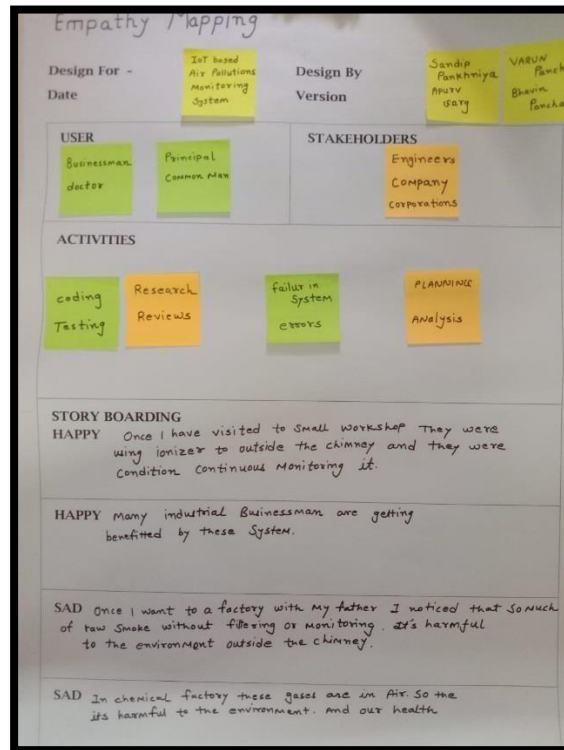 Empathy Mapping
Design For -
Date
IoT based
Air Pollutions
Monitoring
System
Design By
Version
Sandip
Pankhniya
Apurv
VARUN
Panch
Bhavin
Pancha
USER
Businessman
doctor
Principal
Common Man
STAKEHOLDERS
Engineers
Company
Corporations
ACTIVITIES
coding
Testing
Research
Reviews
failur in
System
errors
PLANNING
Analysis
STORY BOARDING
HAPPY Once I have visited to small workshop They were
using ionizer to outside the chimney and they were
condition continuous monitoring it.
HAPPY Many industrial Businessman are getting
benefitted by these System.
SAD Once I want to a factory with my father I noticed that so much
of raw smoke without filtering or monitoring. It's harmful
to the environment outside the chimney.
SAD In chemical factory these gases are in Air. So the
its harmful to the environment. And our health